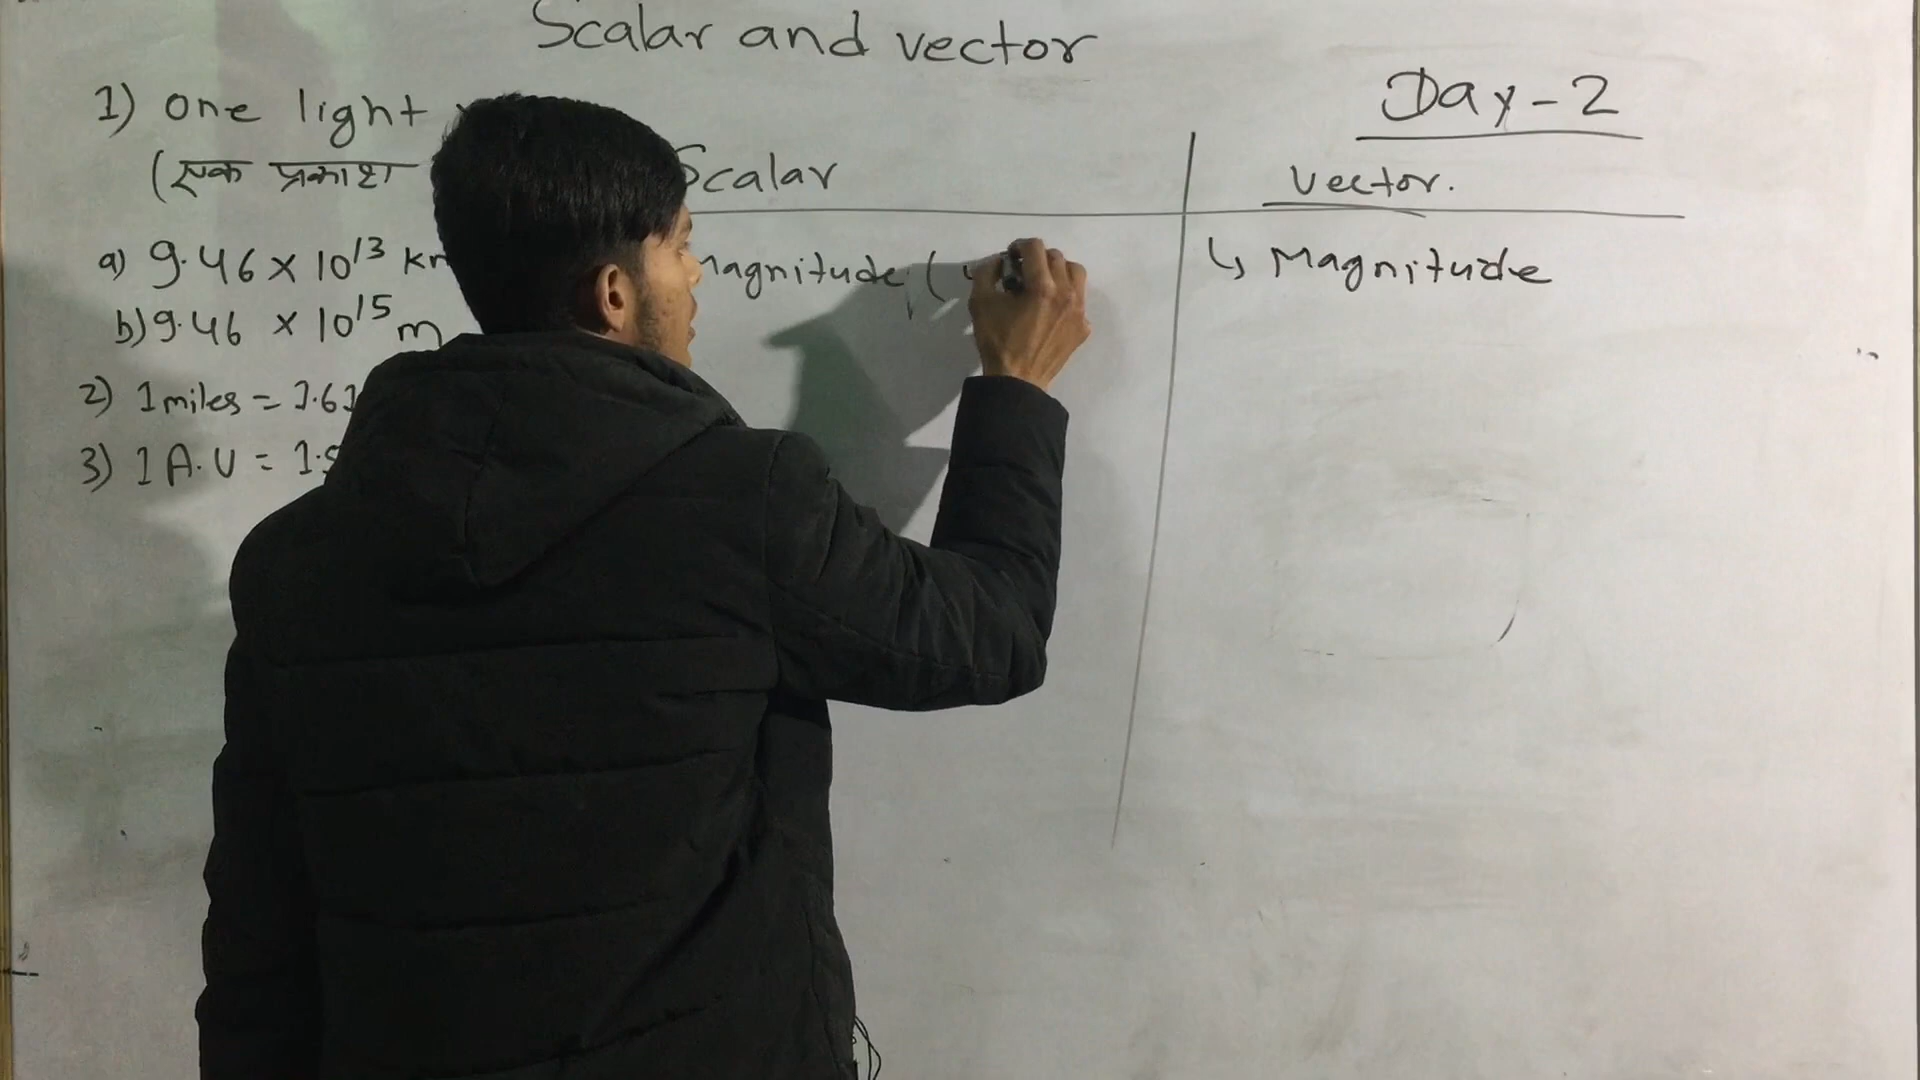 Scalar and vector
Day-2
1) one light
(एक प्रकाश
a) 9.46 x 10¹³ km
b) 9.46 x 10¹⁵ m
2) 1 miles = 1.61
3) 1 A.U = 1.5
Scalar
Magnitude (
vector.
↳ Magnitude